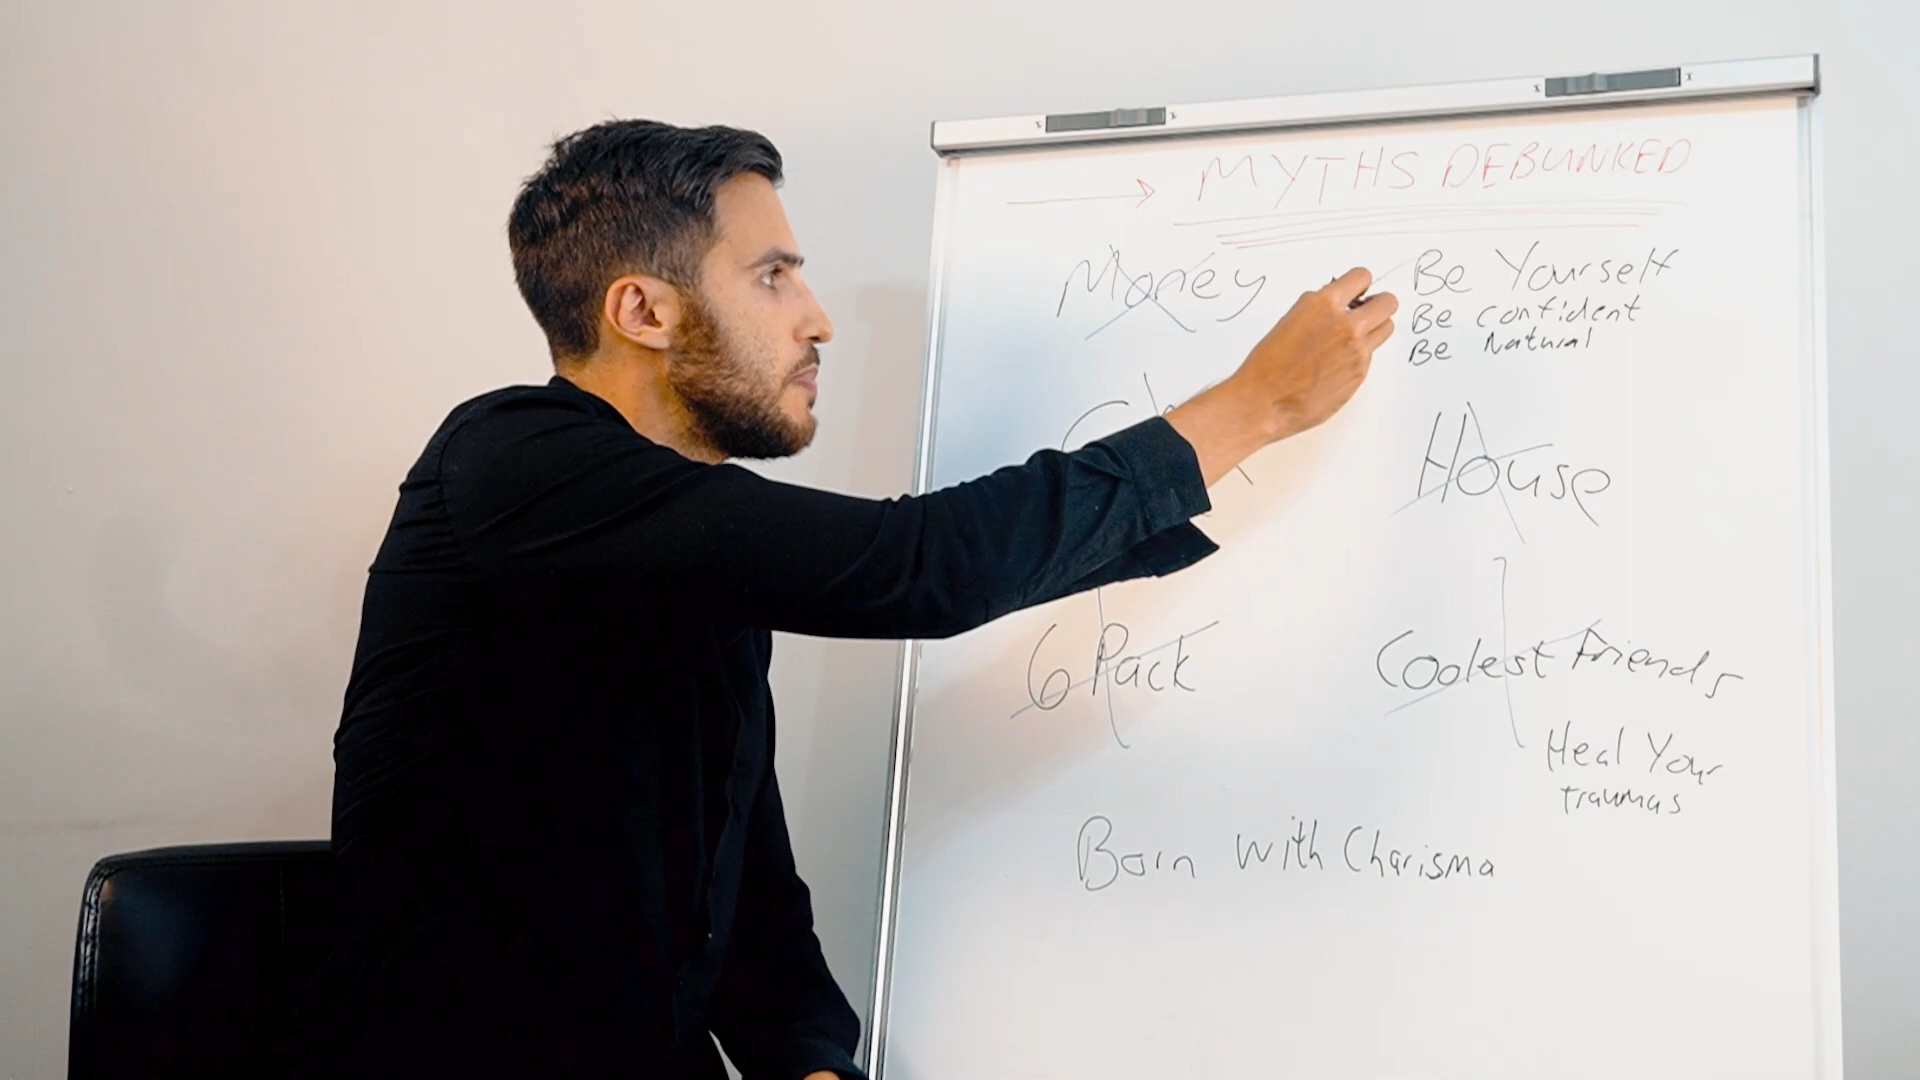 MYTHS DEBUNKED
Money
Be Yourself
Be confident
Be Natural
House
6 Pack
Coolest Friends
Heal Your
traumas
Born with Charisma